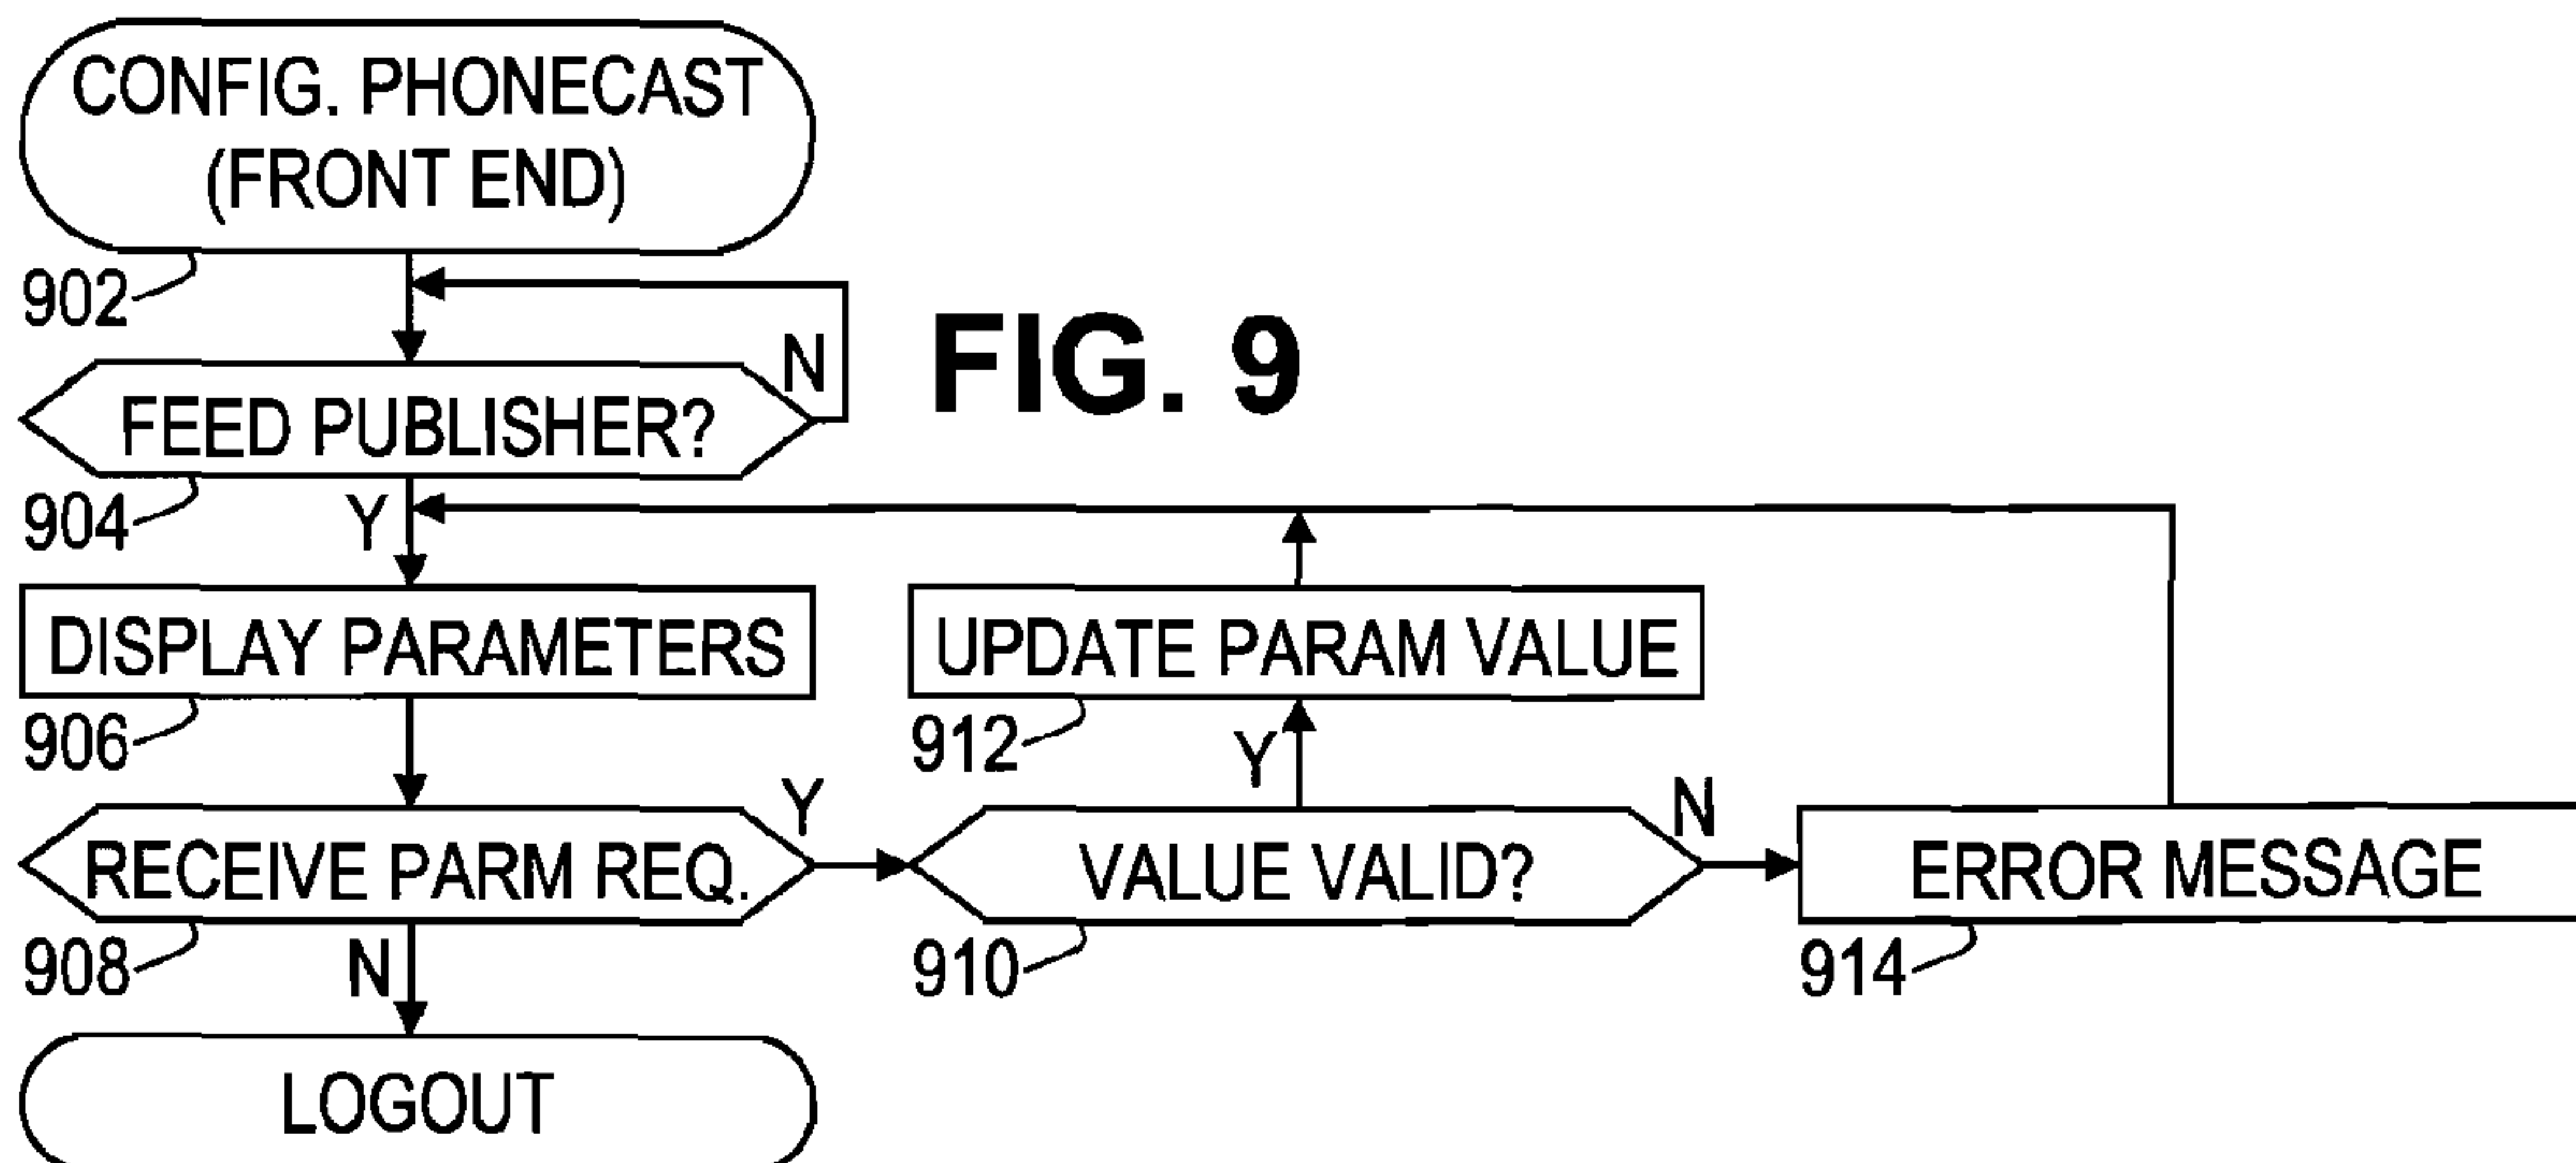 CONFIG. PHONECAST
(FRONT END)
902
N
FIG. 9
FEED PUBLISHER?
904
Y
DISPLAY PARAMETERS
UPDATE PARAM VALUE
906
912
Y
Y
N
RECEIVE PARM REQ.
VALUE VALID?
ERROR MESSAGE
908
N
910
914
LOGOUT